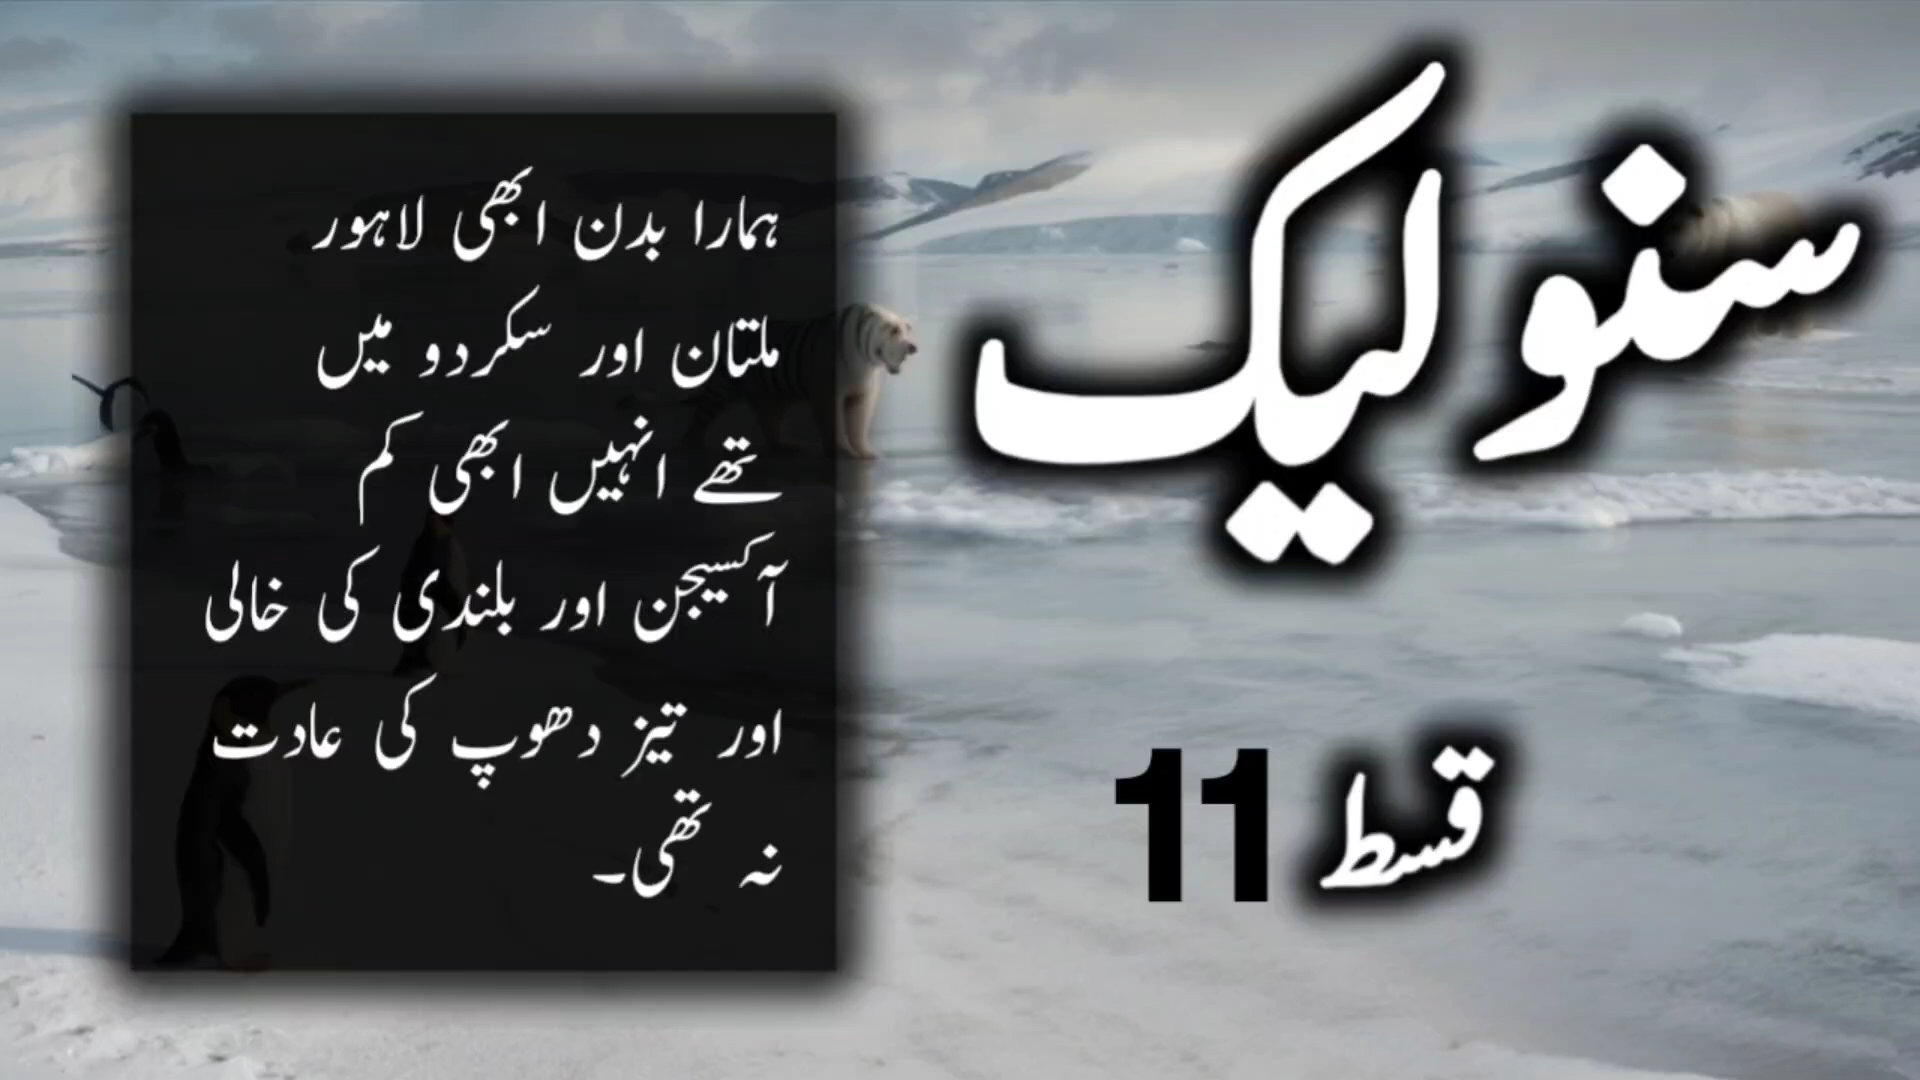 سنو لیک
قسط 11
ہمارا بدن ابھی لاہور
ملتان اور سکردو میں
تھے انہیں ابھی کم
آکسیجن اور بلندی کی خالی
اور تیز دھوپ کی عادت
نہ تھی۔